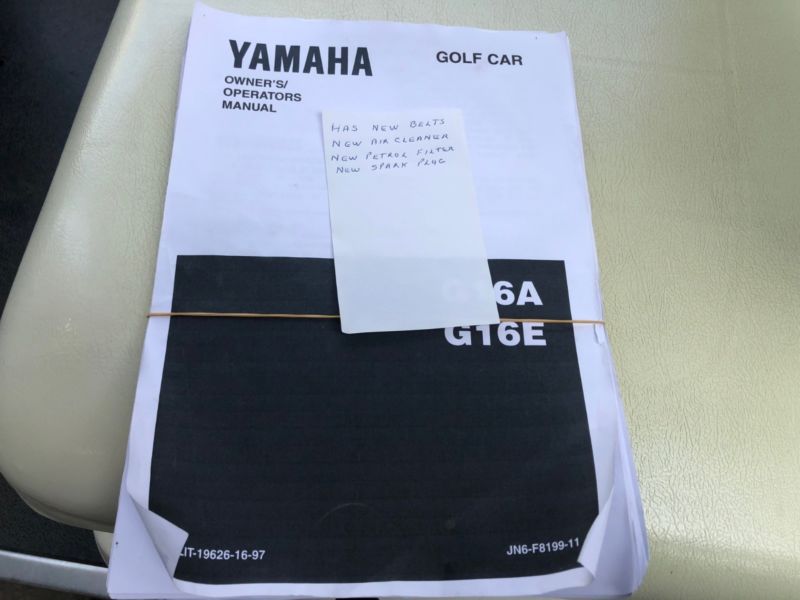 YAMAHA
GOLF CAR
OWNER'S/
OPERATORS
MANUAL
HAS NEW BELTS
NEW AIR CLEANER
NEW PETROL FILTER
NEW SPARK PLUG
G16A
G16E
LIT-19626-16-97
JN6-F8199-11